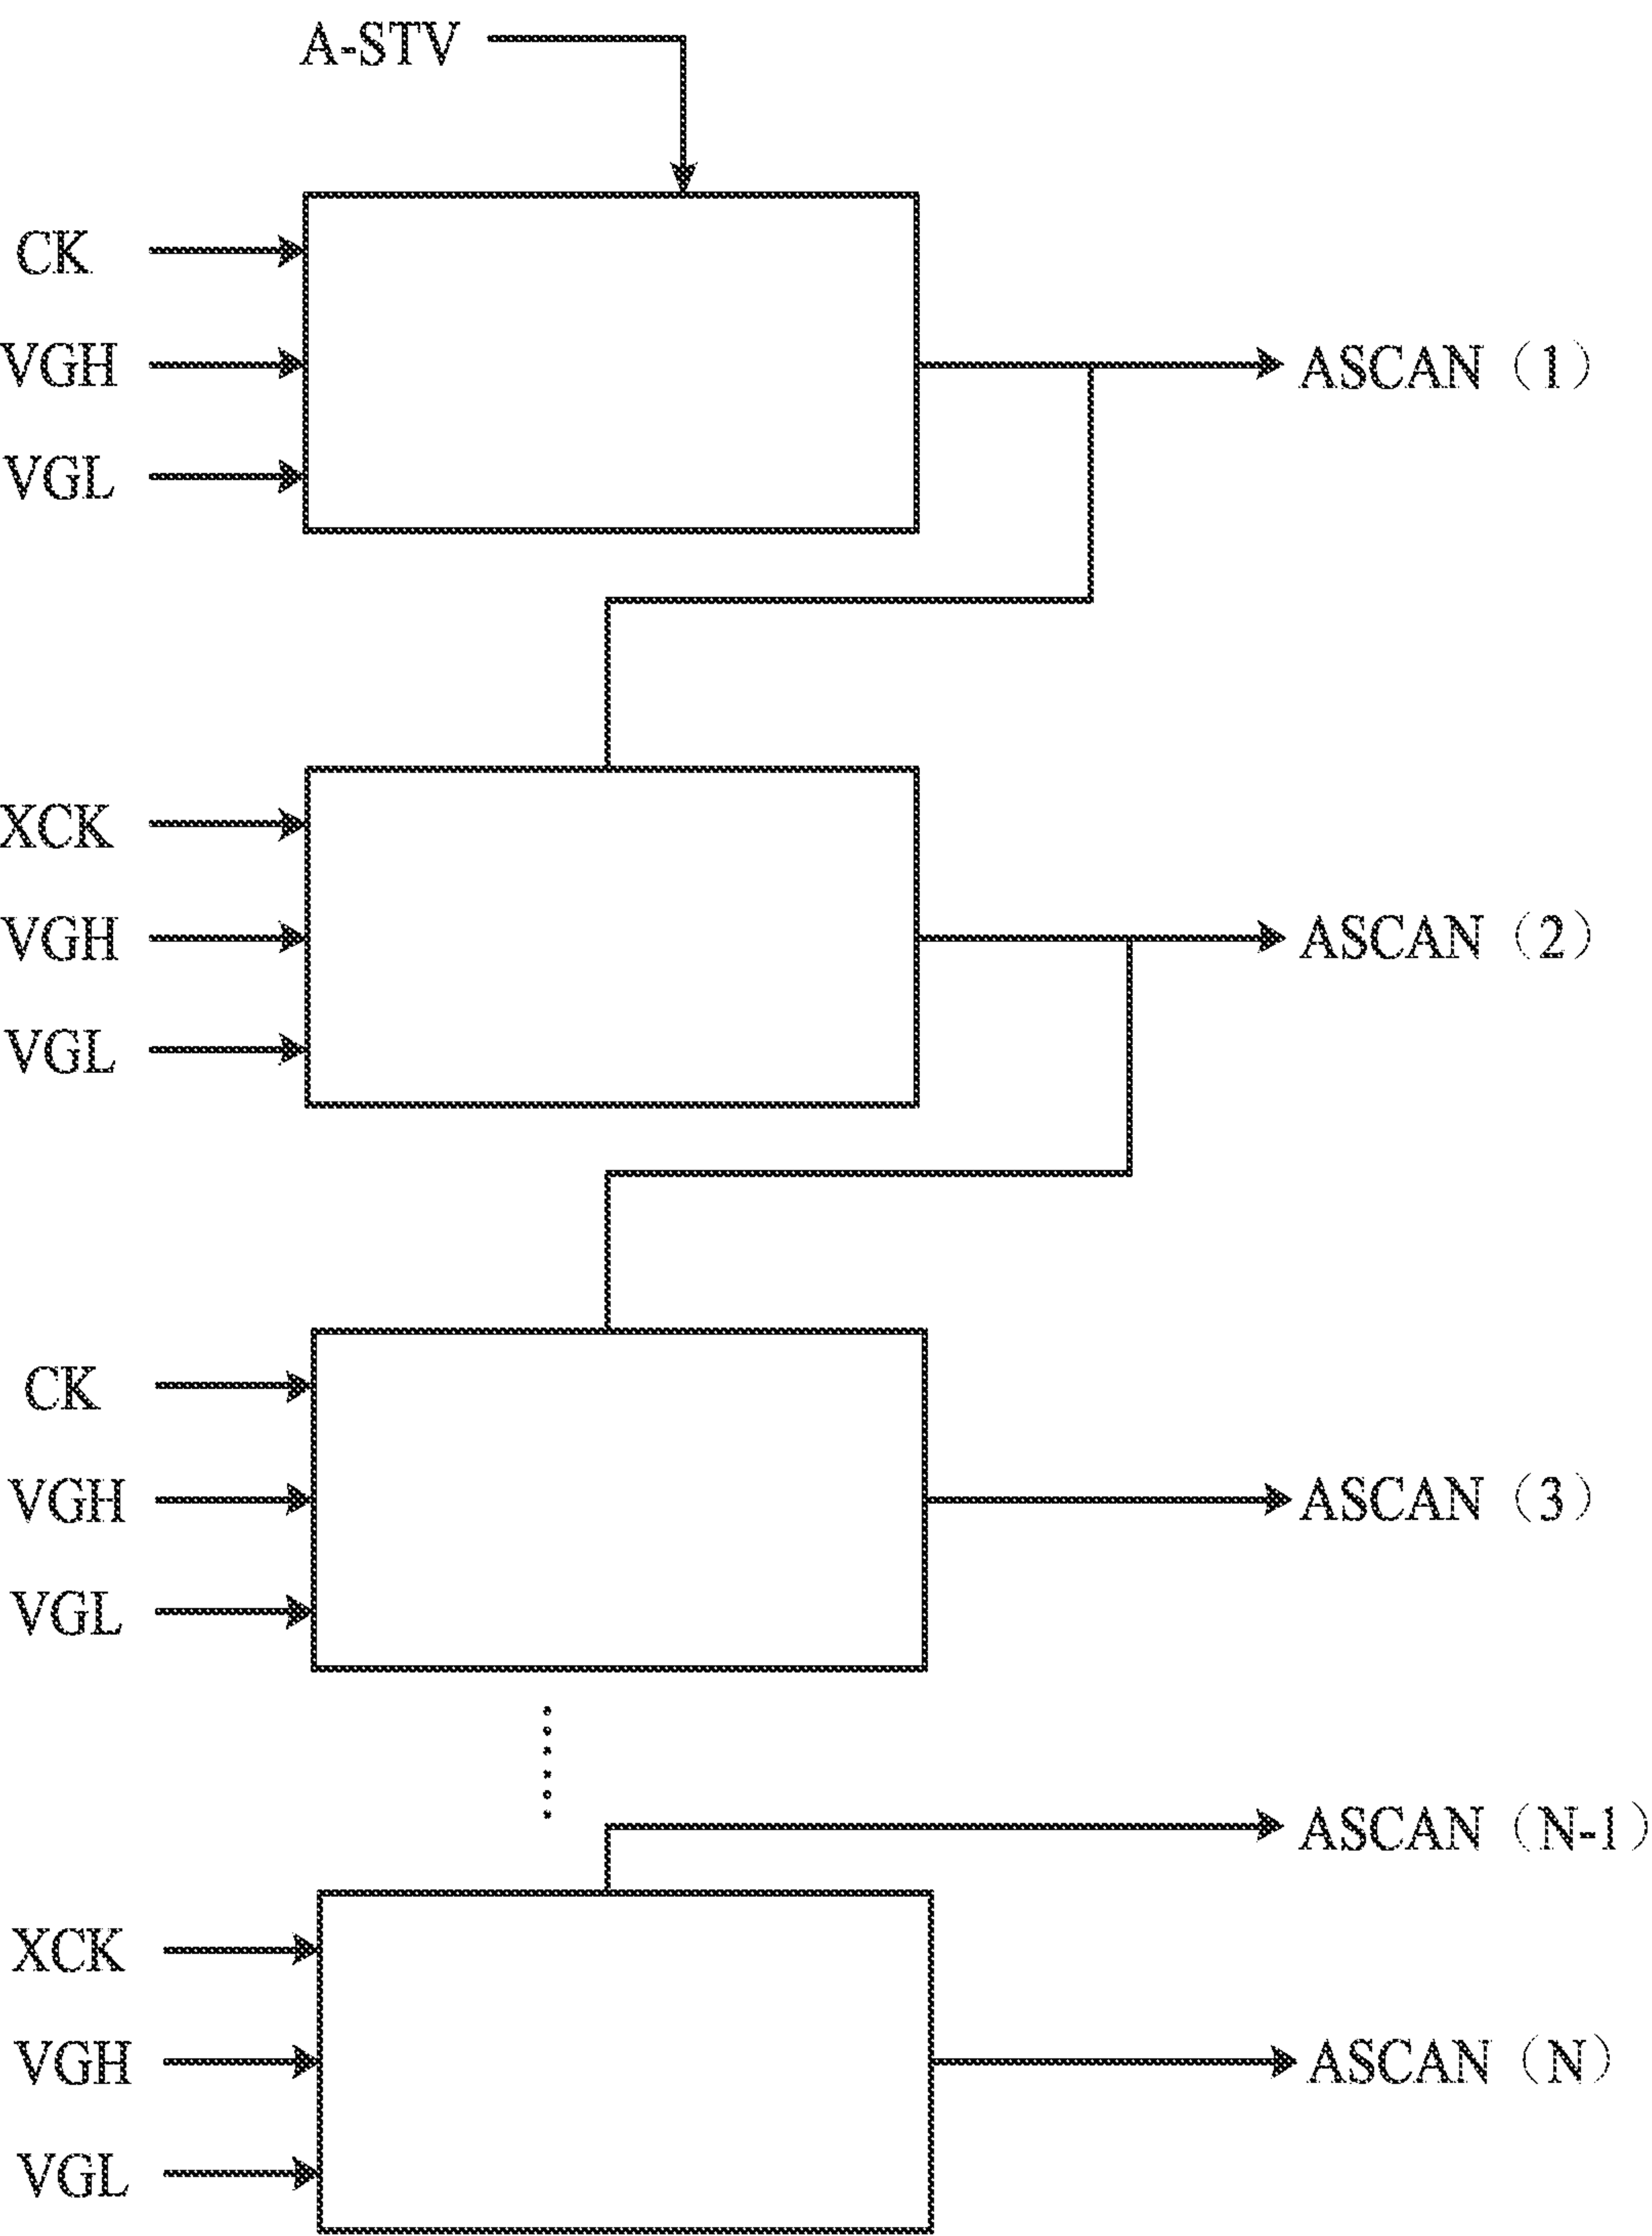 A-STV
CK
VGH
ASCAN（1）
VGL
XCK
VGH
ASCAN（2）
VGL
CK
VGH
ASCAN（3）
VGL
ASCAN（N-1）
XCK
VGH
ASCAN（N）
VGL